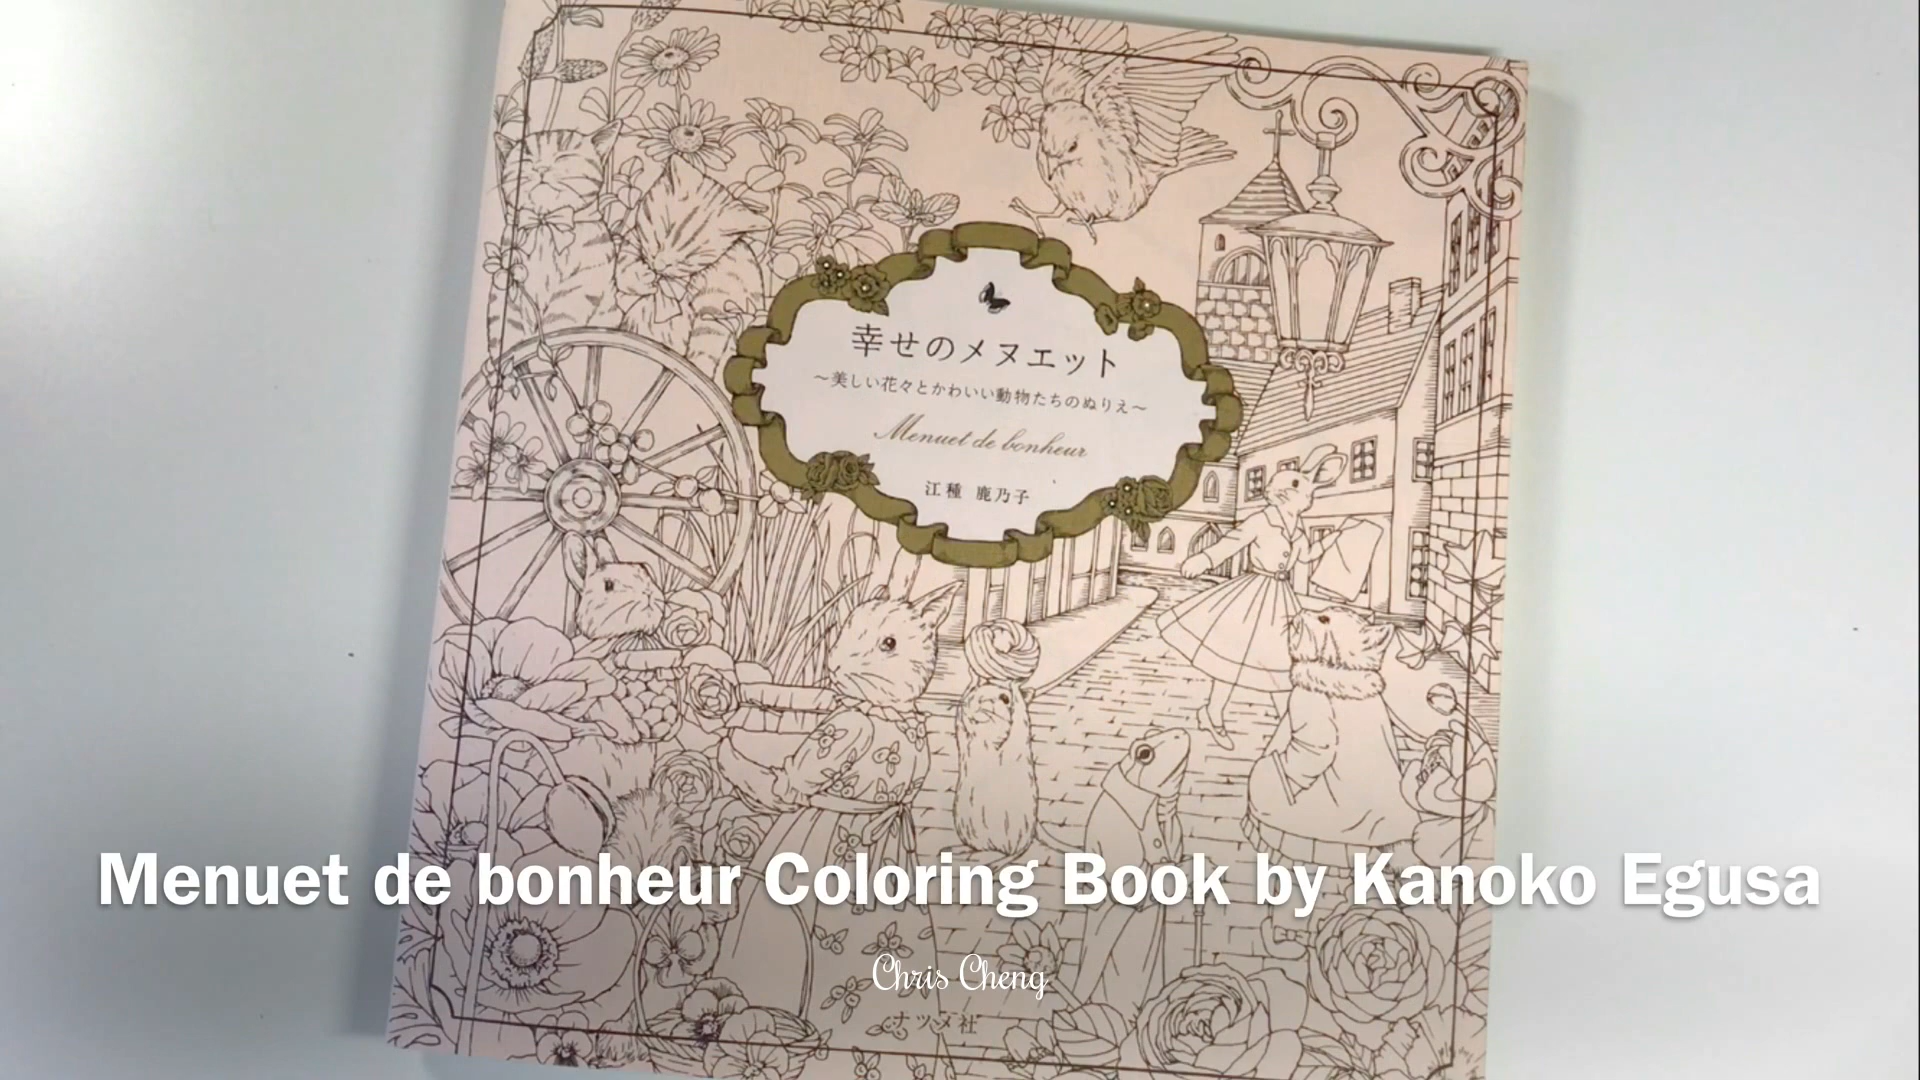 幸せのメヌエット
～美しい花々とかわいい動物たちのぬりえ～
Menuet de bonheur
江種 鹿乃子
Menuet de bonheur Coloring Book by Kanoko Egusa
Chris Cheng
ナツメ社